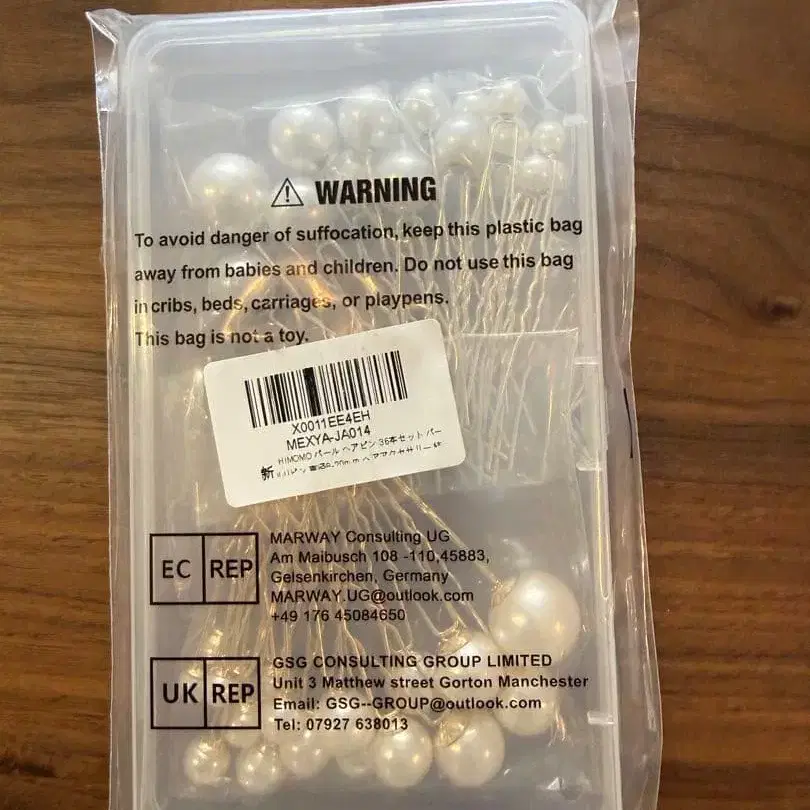 WARNING
To avoid danger of suffocation, keep this plastic bag
away from babies and children. Do not use this bag
in cribs, beds, carriages, or playpens.
This bag is not a toy.
X0011EE4EH
MEXYA-JA014
HIMOMO パール ヘアピン 36本セット パー
新
EC REP
MARWAY Consulting UG
Am Maibusch 108 -110,45883,
Gelsenkirchen, Germany
MARWAY.UG@outlook.com
+49 176 45084650
UK REP
GSG CONSULTING GROUP LIMITED
Unit 3 Matthew street Gorton Manchester
Email: GSG--GROUP@outlook.com
Tel: 07927 638013